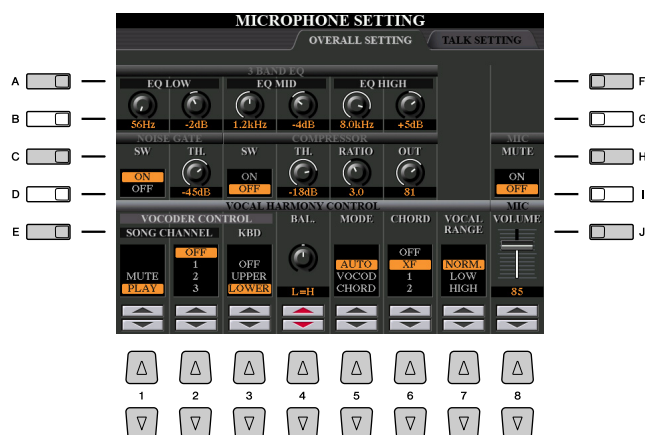 MICROPHONE SETTING
OVERALL SETTING TALK SETTING
3 BAND EQ
EQ LOW EQ MID EQ HIGH
56Hz -2dB 1.2kHz -4dB 8.0kHz +5dB
NOISE GATE COMPRESSOR MIC
SW TH. SW TH. RATIO OUT MUTE
ON ON ON
OFF -45dB OFF -18dB 3.0 81 OFF
VOCAL HARMONY CONTROL MIC
VOCODER CONTROL BAL. MODE CHORD VOCAL RANGE VOLUME
SONG CHANNEL KBD
OFF OFF
1 OFF AUTO XF NORM.
MUTE 2 UPPER VOCOD 1 LOW
PLAY 3 LOWER L=H CHORD 2 HIGH 85
A
B
C
D
E
F
G
H
I
J
1 2 3 4 5 6 7 8